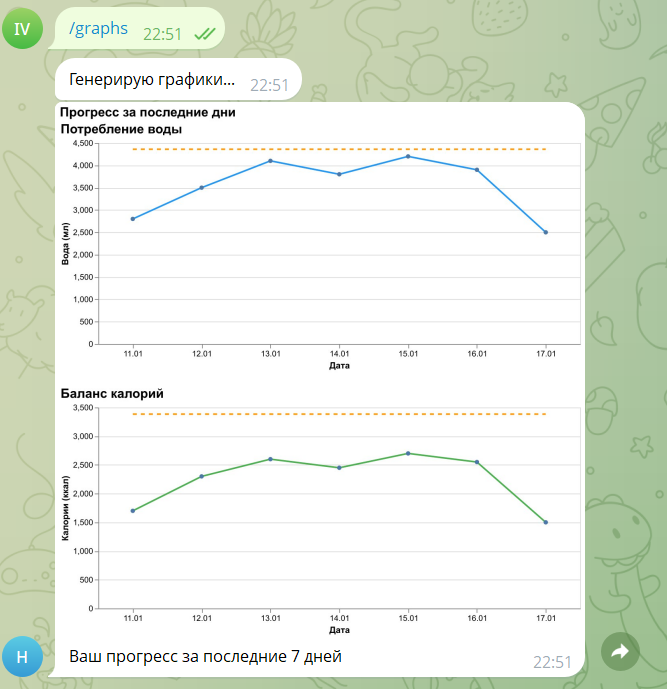 IV
/graphs 22:51
Генерирую графики... 22:51
Прогресс за последние дни
Потребление воды
4,500
4,000
3,500
3,000
2,500
2,000
1,500
1,000
500
0
Вода (мл)
11.01 12.01 13.01 14.01 15.01 16.01 17.01
Дата
Баланс калорий
3,500
3,000
2,500
2,000
1,500
1,000
500
0
Калории (ккал)
11.01 12.01 13.01 14.01 15.01 16.01 17.01
Дата
Н
Ваш прогресс за последние 7 дней 22:51